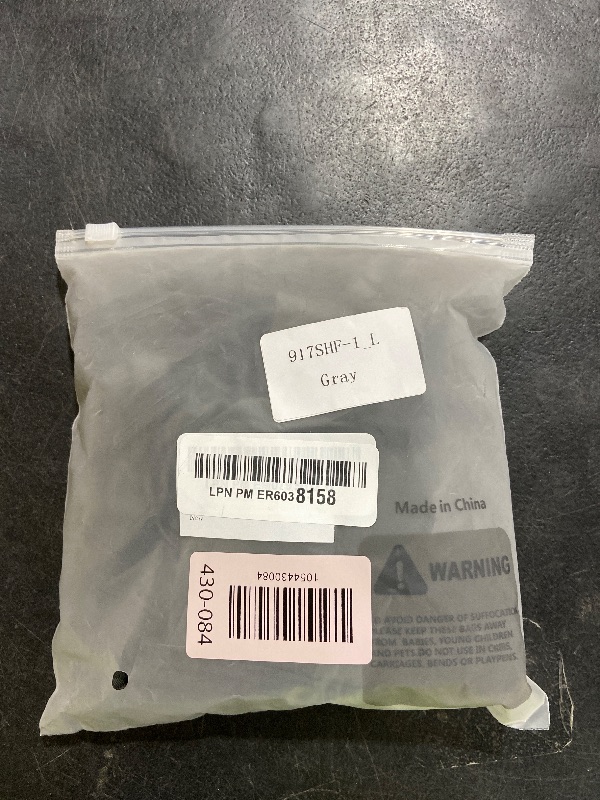 917SHF-1_L
Gray
LPN PM ER6038158
Made in China
WARNING
AVOID DANGER OF SUFFOCATION
PLEASE KEEP THESE BAGS AWAY
FROM BABIES, YOUNG CHILDREN
AND PETS.DO NOT USE IN CRIBS,
CARRIAGES, BENDS OR PLAYPENS.
1054430084
430-084